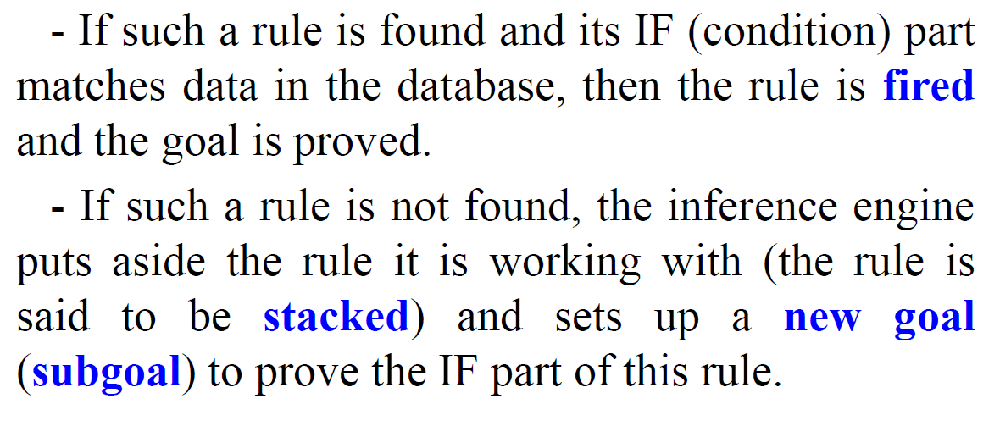 - If such a rule is found and its IF (condition) part
matches data in the database, then the rule is fired
and the goal is proved.
- If such a rule is not found, the inference engine
puts aside the rule it is working with (the rule is
said to be stacked) and sets up a new goal
(subgoal) to prove the IF part of this rule.